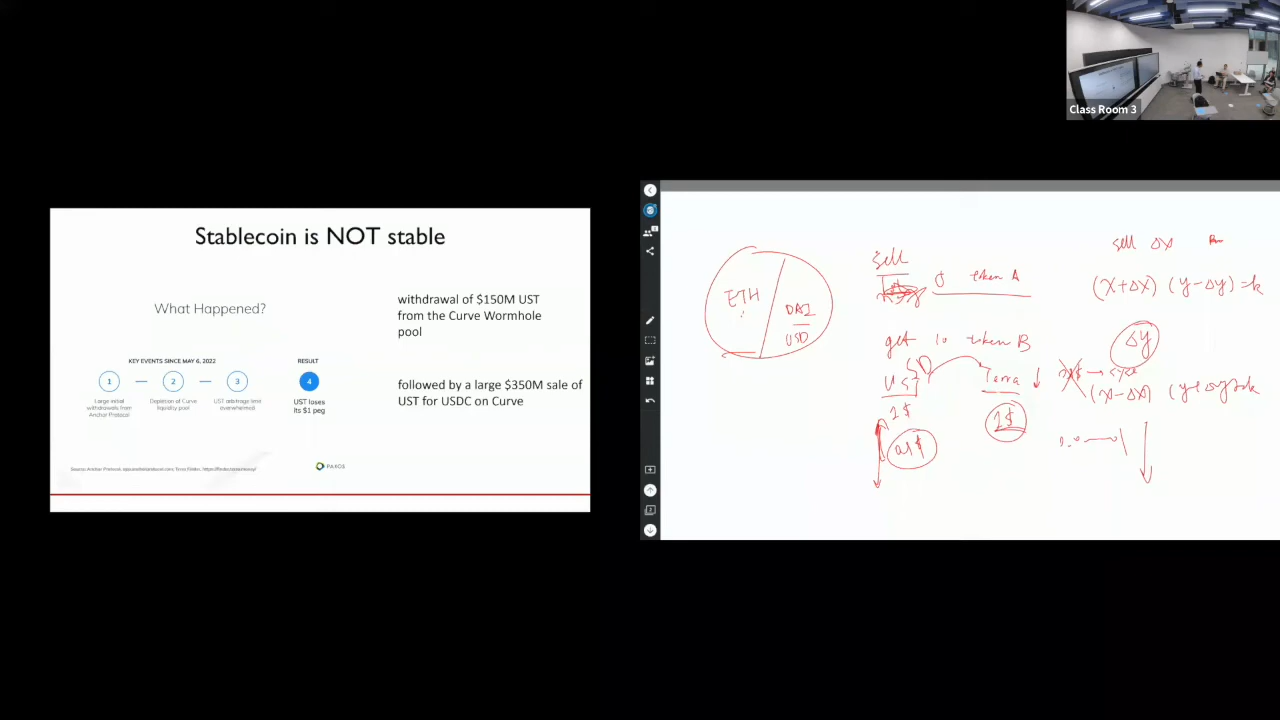 Class Room 3
Stablecoin is NOT stable
What Happened?
KEY EVENTS SINCE MAY 6, 2022
RESULT
1
2
3
4
Large initial
withdrawals from
Anchor Protocol
Depletion of Curve
liquidity pool
UST arbitrage limit
overwhelmed
UST loses
its $1 peg
withdrawal of $150M UST
from the Curve Wormhole
pool
followed by a large $350M sale of
UST for USDC on Curve
PAXOS
ETH
DAI
USD
sell
token A
get 10 token B
UST
Terra
1$
1$
sell Δx
(x+Δx) (y-Δy)=k
Δy
(x-Δx) (y+Δy)=k